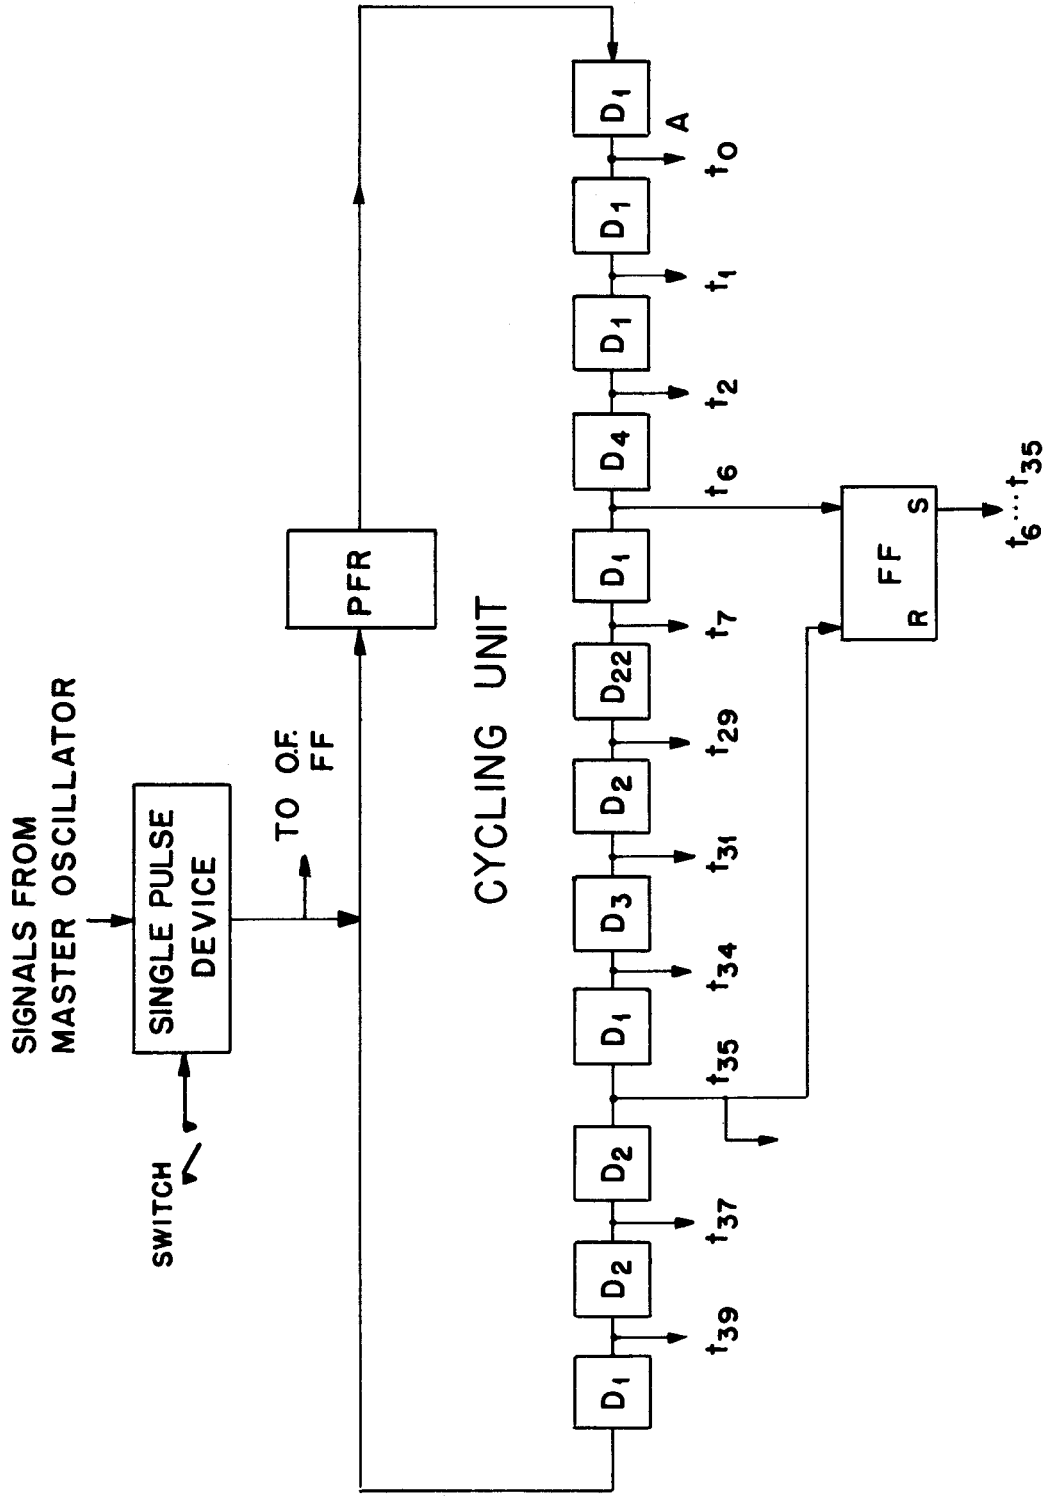 SIGNALS FROM
MASTER OSCILLATOR
SWITCH
SINGLE PULSE
DEVICE
TO O.F.
FF
PFR
CYCLING UNIT
D1
D2
D2
D1
D3
D2
D22
D1
D4
D1
D1
D1
A
t39
t37
t35
t34
t31
t29
t7
t6
t2
t1
t0
R
FF
S
t6....t35